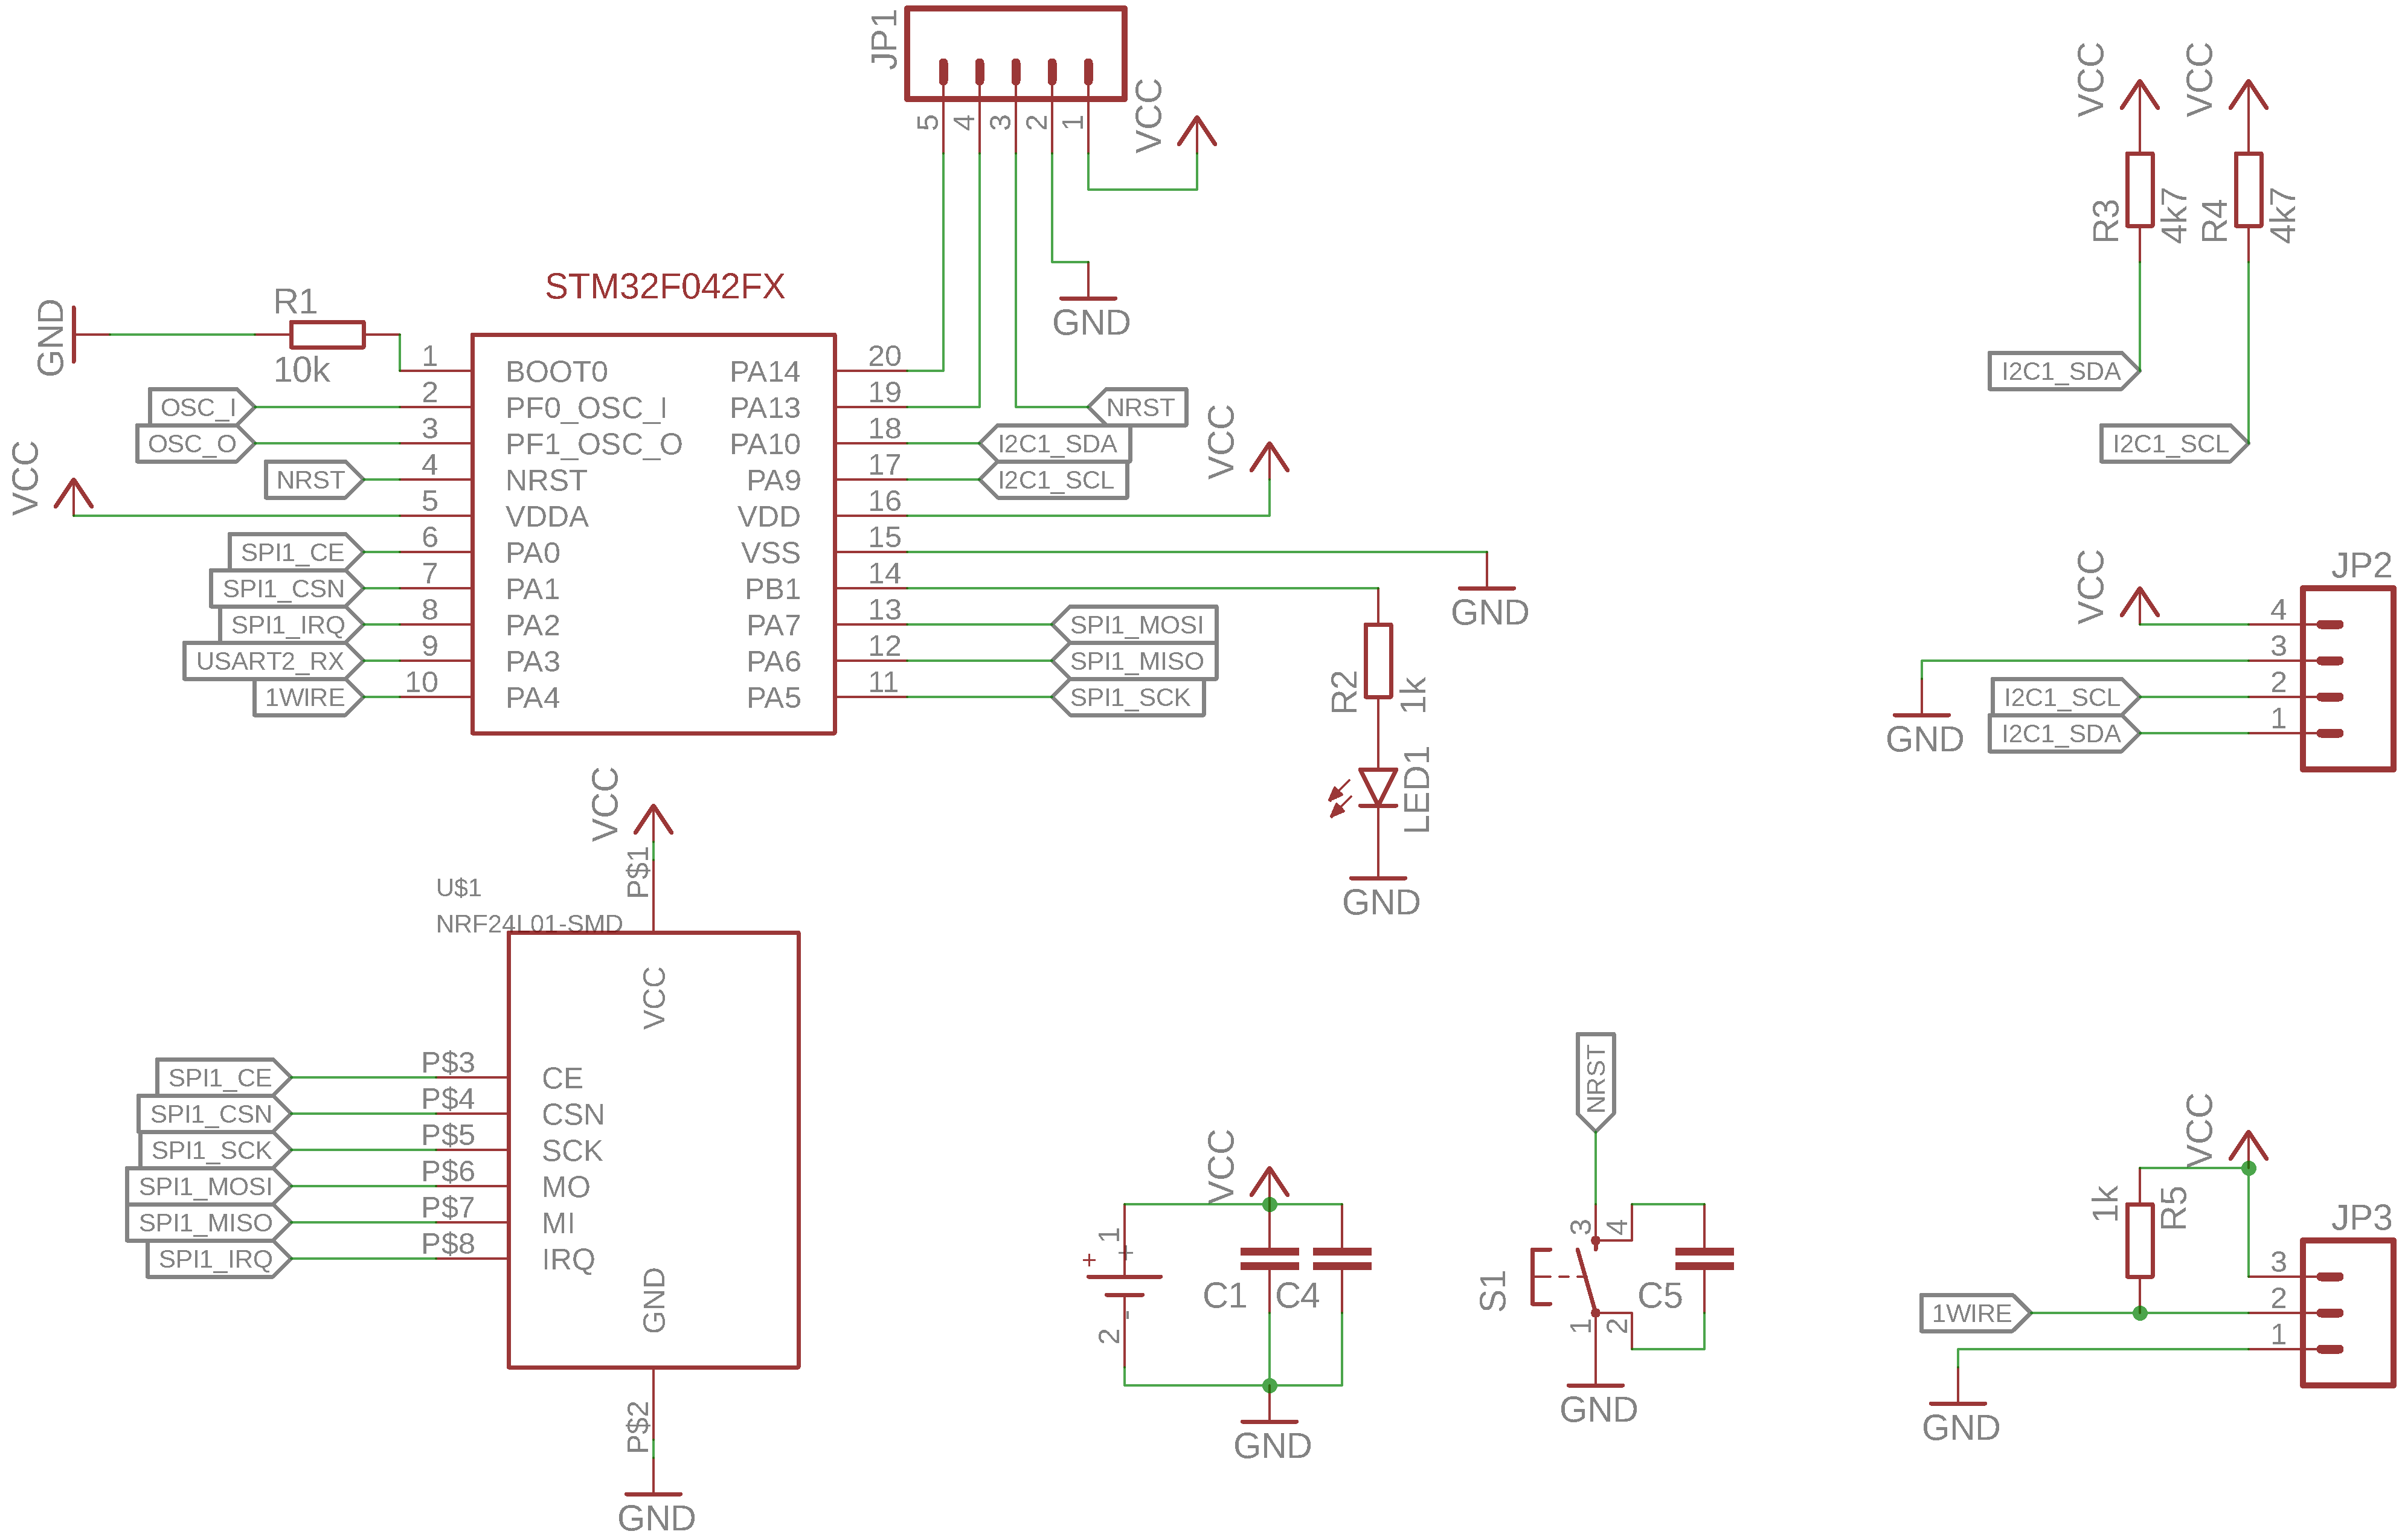 JP1
5
4
3
2
1
VCC
GND
STM32F042FX
GND
R1
10k
1
2
3
4
5
6
7
8
9
10
BOOT0
PF0_OSC_I
PF1_OSC_O
NRST
VDDA
PA0
PA1
PA2
PA3
PA4
PA14
PA13
PA10
PA9
VDD
VSS
PB1
PA7
PA6
PA5
20
19
18
17
16
15
14
13
12
11
OSC_I
OSC_O
NRST
VCC
SPI1_CE
SPI1_CSN
SPI1_IRQ
USART2_RX
1WIRE
NRST
I2C1_SDA
I2C1_SCL
VCC
GND
SPI1_MOSI
SPI1_MISO
SPI1_SCK
R2
1k
LED1
GND
VCC
VCC
R3
4k7
R4
4k7
I2C1_SDA
I2C1_SCL
JP2
VCC
4
3
2
1
GND
I2C1_SCL
I2C1_SDA
VCC
P$1
U$1
NRF24L01-SMD
VCC
SPI1_CE
SPI1_CSN
SPI1_SCK
SPI1_MOSI
SPI1_MISO
SPI1_IRQ
P$3
P$4
P$5
P$6
P$7
P$8
CE
CSN
SCK
MO
MI
IRQ
GND
P$2
GND
VCC
1
+
+
-
2
C1
C4
GND
NRST
3
4
S1
1
2
C5
GND
VCC
1k
R5
JP3
3
2
1
1WIRE
GND